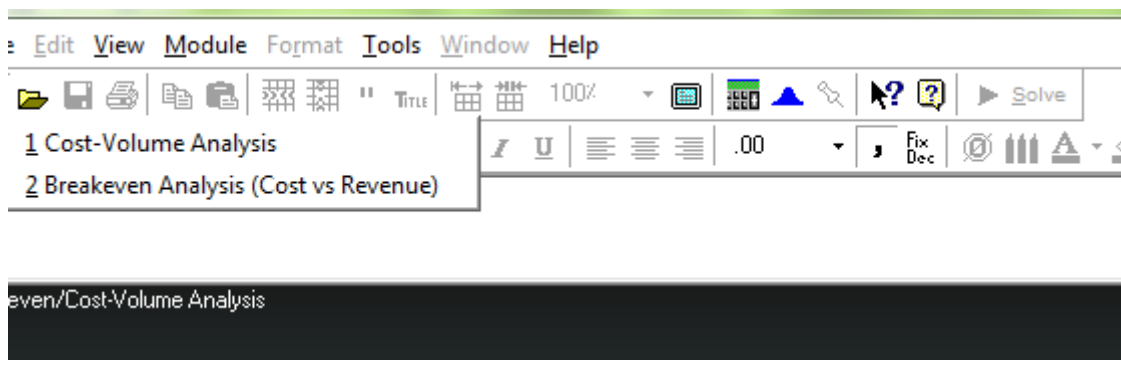 e Edit View Module Format Tools Window Help
" TITLE 100% Solve
1 Cost-Volume Analysis
I U .00 , Fix Dec Ø A
2 Breakeven Analysis (Cost vs Revenue)
even/Cost-Volume Analysis